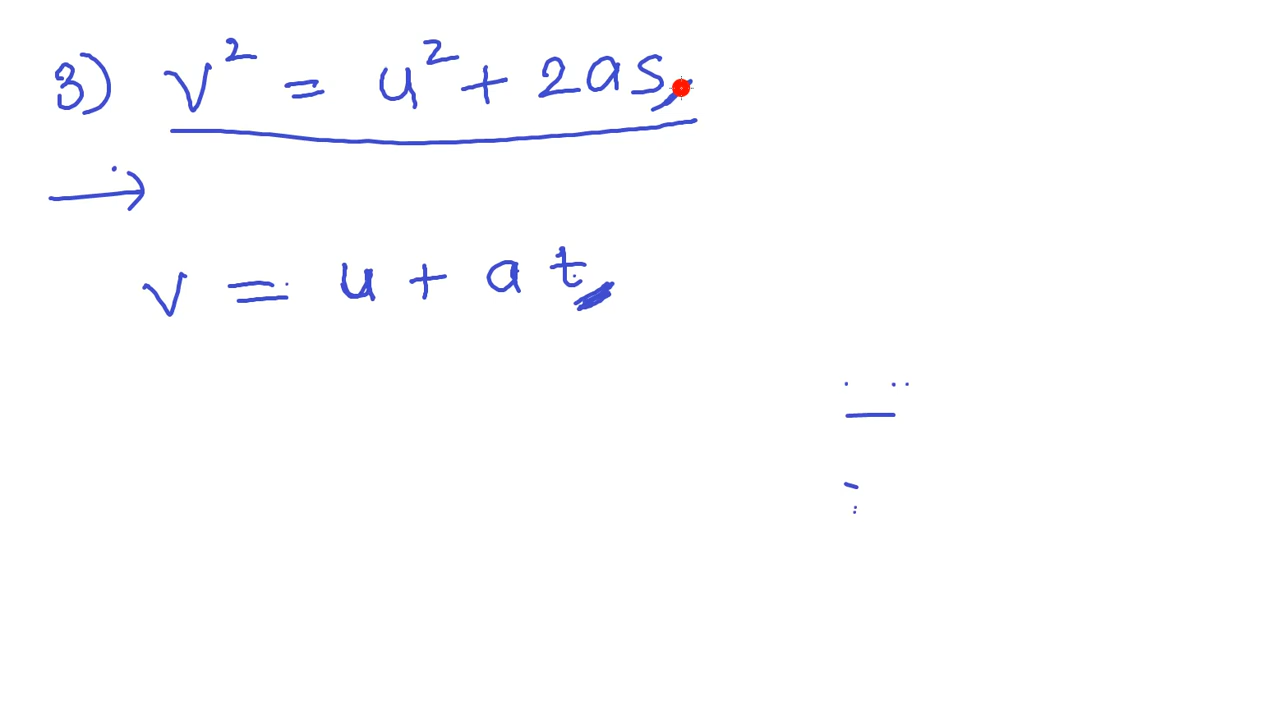 3) v² = u² + 2as,
v = u + at